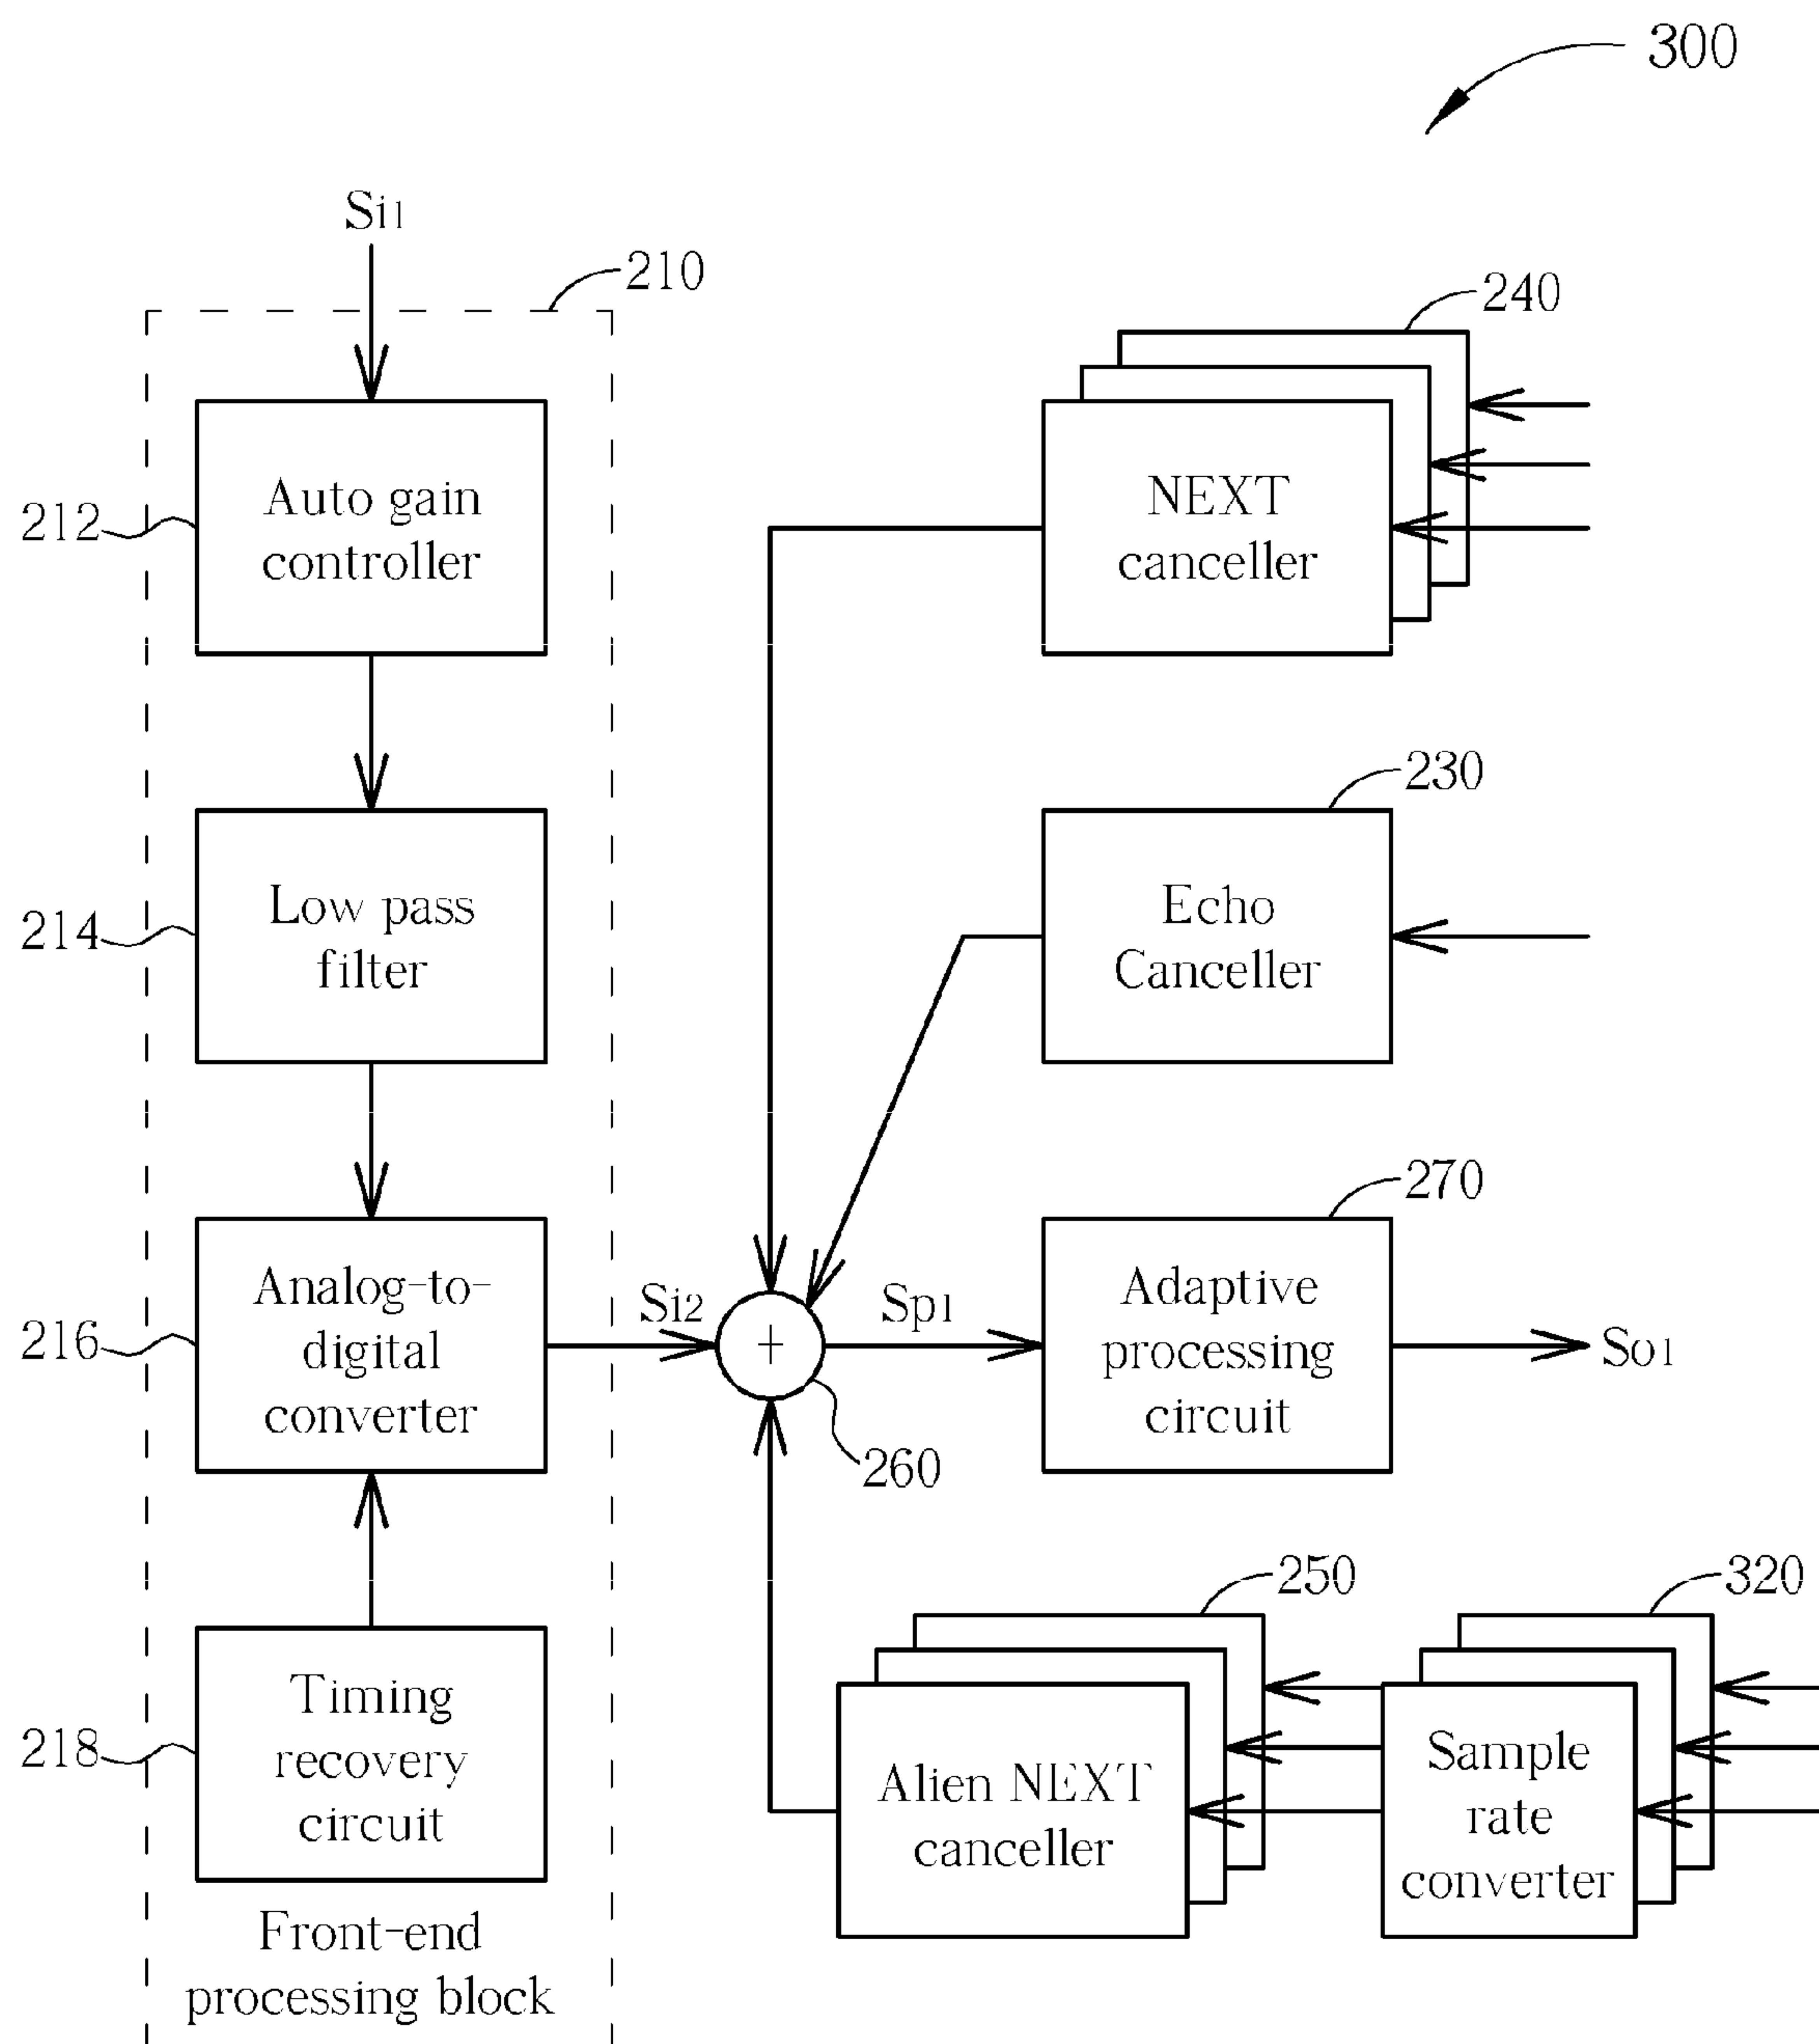 300
Si1
210
240
212
Auto gain
controller
NEXT
canceller
230
214
Low pass
filter
Echo
Canceller
270
216
Analog-to-
digital
converter
Si2
+
Sp1
Adaptive
processing
circuit
So1
260
250
320
218
Timing
recovery
circuit
Alien NEXT
canceller
Sample
rate
converter
Front-end
processing block